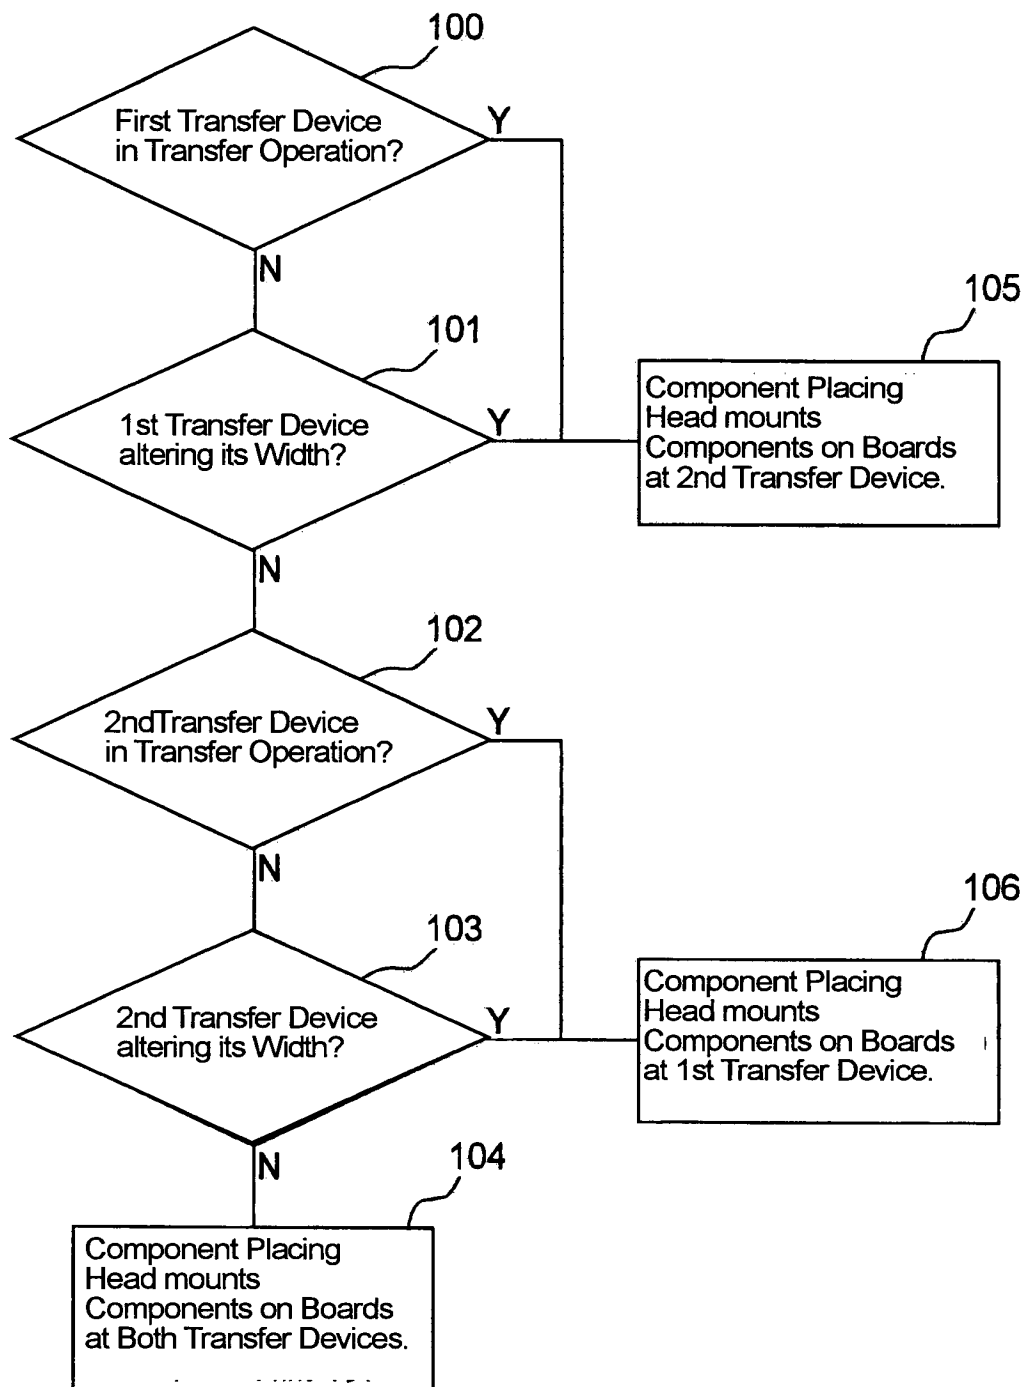 100
First Transfer Device
in Transfer Operation?
Y
N
101
1st Transfer Device
altering its Width?
Y
N
105
Component Placing
Head mounts
Components on Boards
at 2nd Transfer Device.
102
2ndTransfer Device
in Transfer Operation?
Y
N
103
2nd Transfer Device
altering its Width?
Y
N
106
Component Placing
Head mounts
Components on Boards
at 1st Transfer Device.
104
Component Placing
Head mounts
Components on Boards
at Both Transfer Devices.